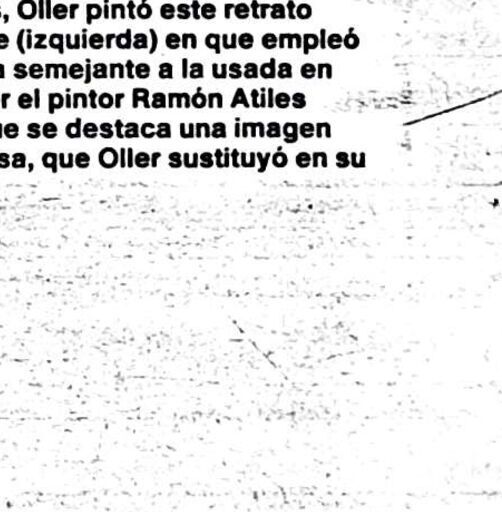 , Oller pintó este retrato
e (izquierda) en que empleó
semejante a la usada en
r el pintor Ramón Atiles
ue se destaca una imagen
sa, que Oller sustituyó en su